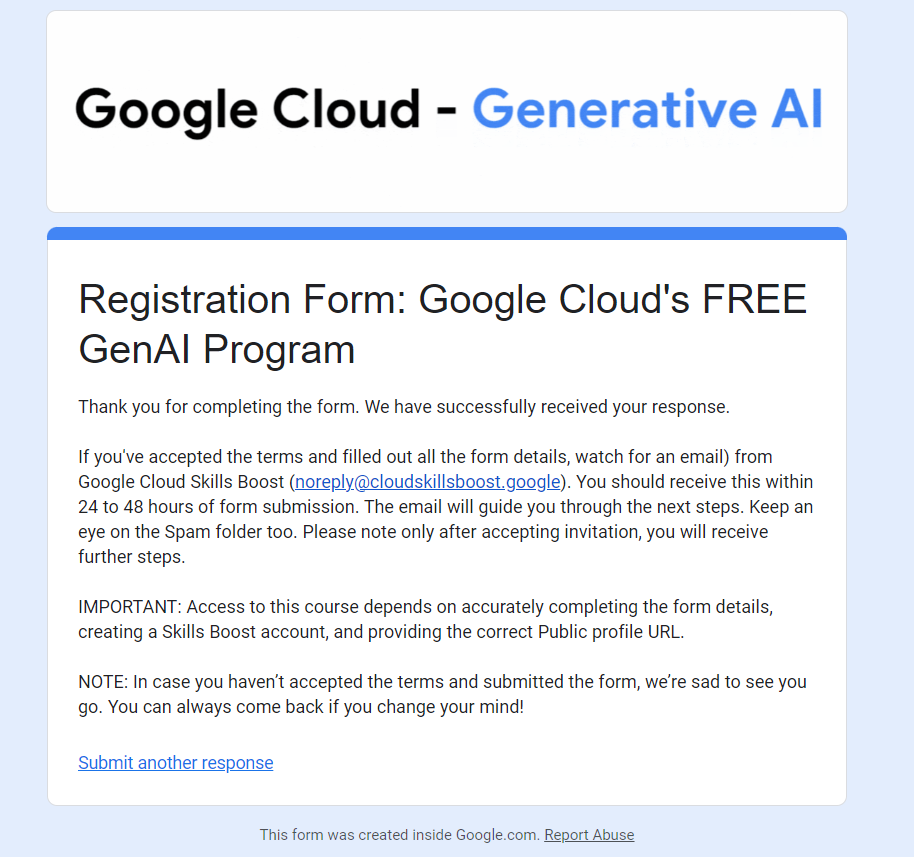 Google Cloud - Generative AI
Registration Form: Google Cloud's FREE
GenAI Program
Thank you for completing the form. We have successfully received your response.
If you've accepted the terms and filled out all the form details, watch for an email) from
Google Cloud Skills Boost (noreply@cloudskillsboost.google). You should receive this within
24 to 48 hours of form submission. The email will guide you through the next steps. Keep an
eye on the Spam folder too. Please note only after accepting invitation, you will receive
further steps.
IMPORTANT: Access to this course depends on accurately completing the form details,
creating a Skills Boost account, and providing the correct Public profile URL.
NOTE: In case you haven’t accepted the terms and submitted the form, we’re sad to see you
go. You can always come back if you change your mind!
Submit another response
This form was created inside Google.com. Report Abuse